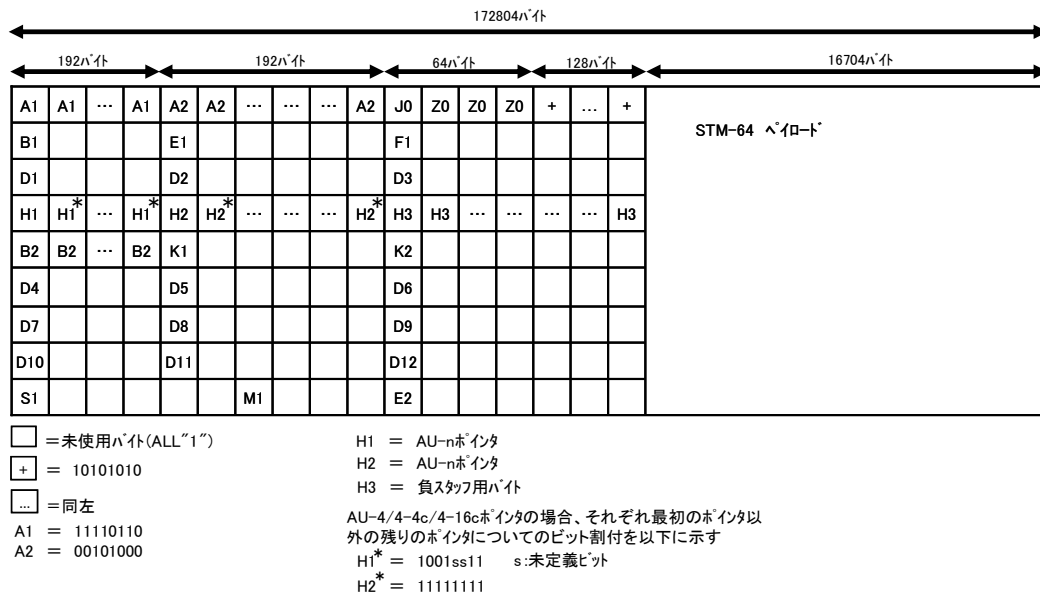 172804バイト
192バイト 192バイト 64バイト 128バイト 16704バイト
A1 A1 … A1 A2 A2 … … … A2 J0 Z0 Z0 Z0 + … +
STM-64 ペイロード
B1 E1 F1
D1 D2 D3
H1 H1* … H1* H2 H2* … … … H2* H3 H3 … … … … H3
B2 B2 … B2 K1 K2
D4 D5 D6
D7 D8 D9
D10 D11 D12
S1 M1 E2
=未使用バイト(ALL"1")
+ = 10101010
… =同左
A1 = 11110110
A2 = 00101000
H1 = AU-nポインタ
H2 = AU-nポインタ
H3 = 負スタッフ用バイト
AU-4/4-4c/4-16cポインタの場合、それぞれ最初のポインタ以
外の残りのポインタについてのビット割付を以下に示す
H1* = 1001ss11 s:未定義ビット
H2* = 11111111